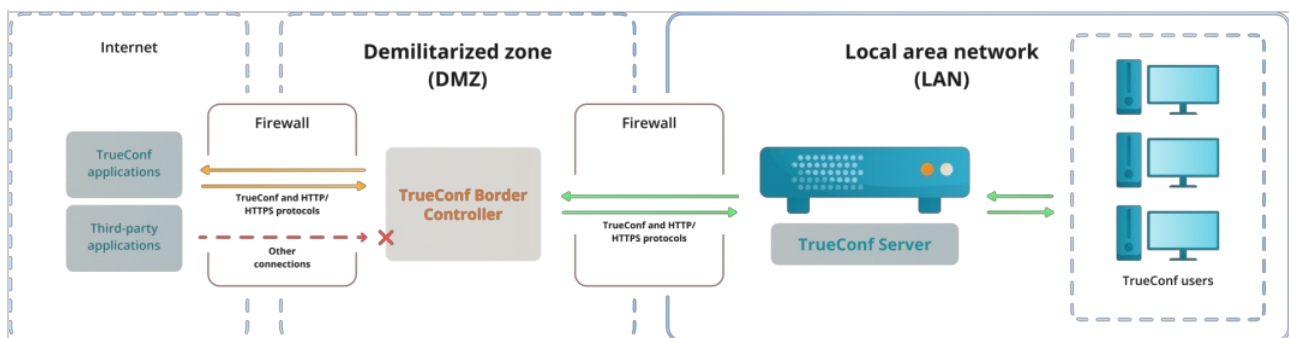 Internet
Demilitarized zone
(DMZ)
Local area network
(LAN)
Firewall
Firewall
TrueConf
applications
TrueConf and HTTP/
HTTPS protocols
Third-party
applications
Other
connections
TrueConf Border
Controller
TrueConf and HTTP/
HTTPS protocols
TrueConf Server
TrueConf users